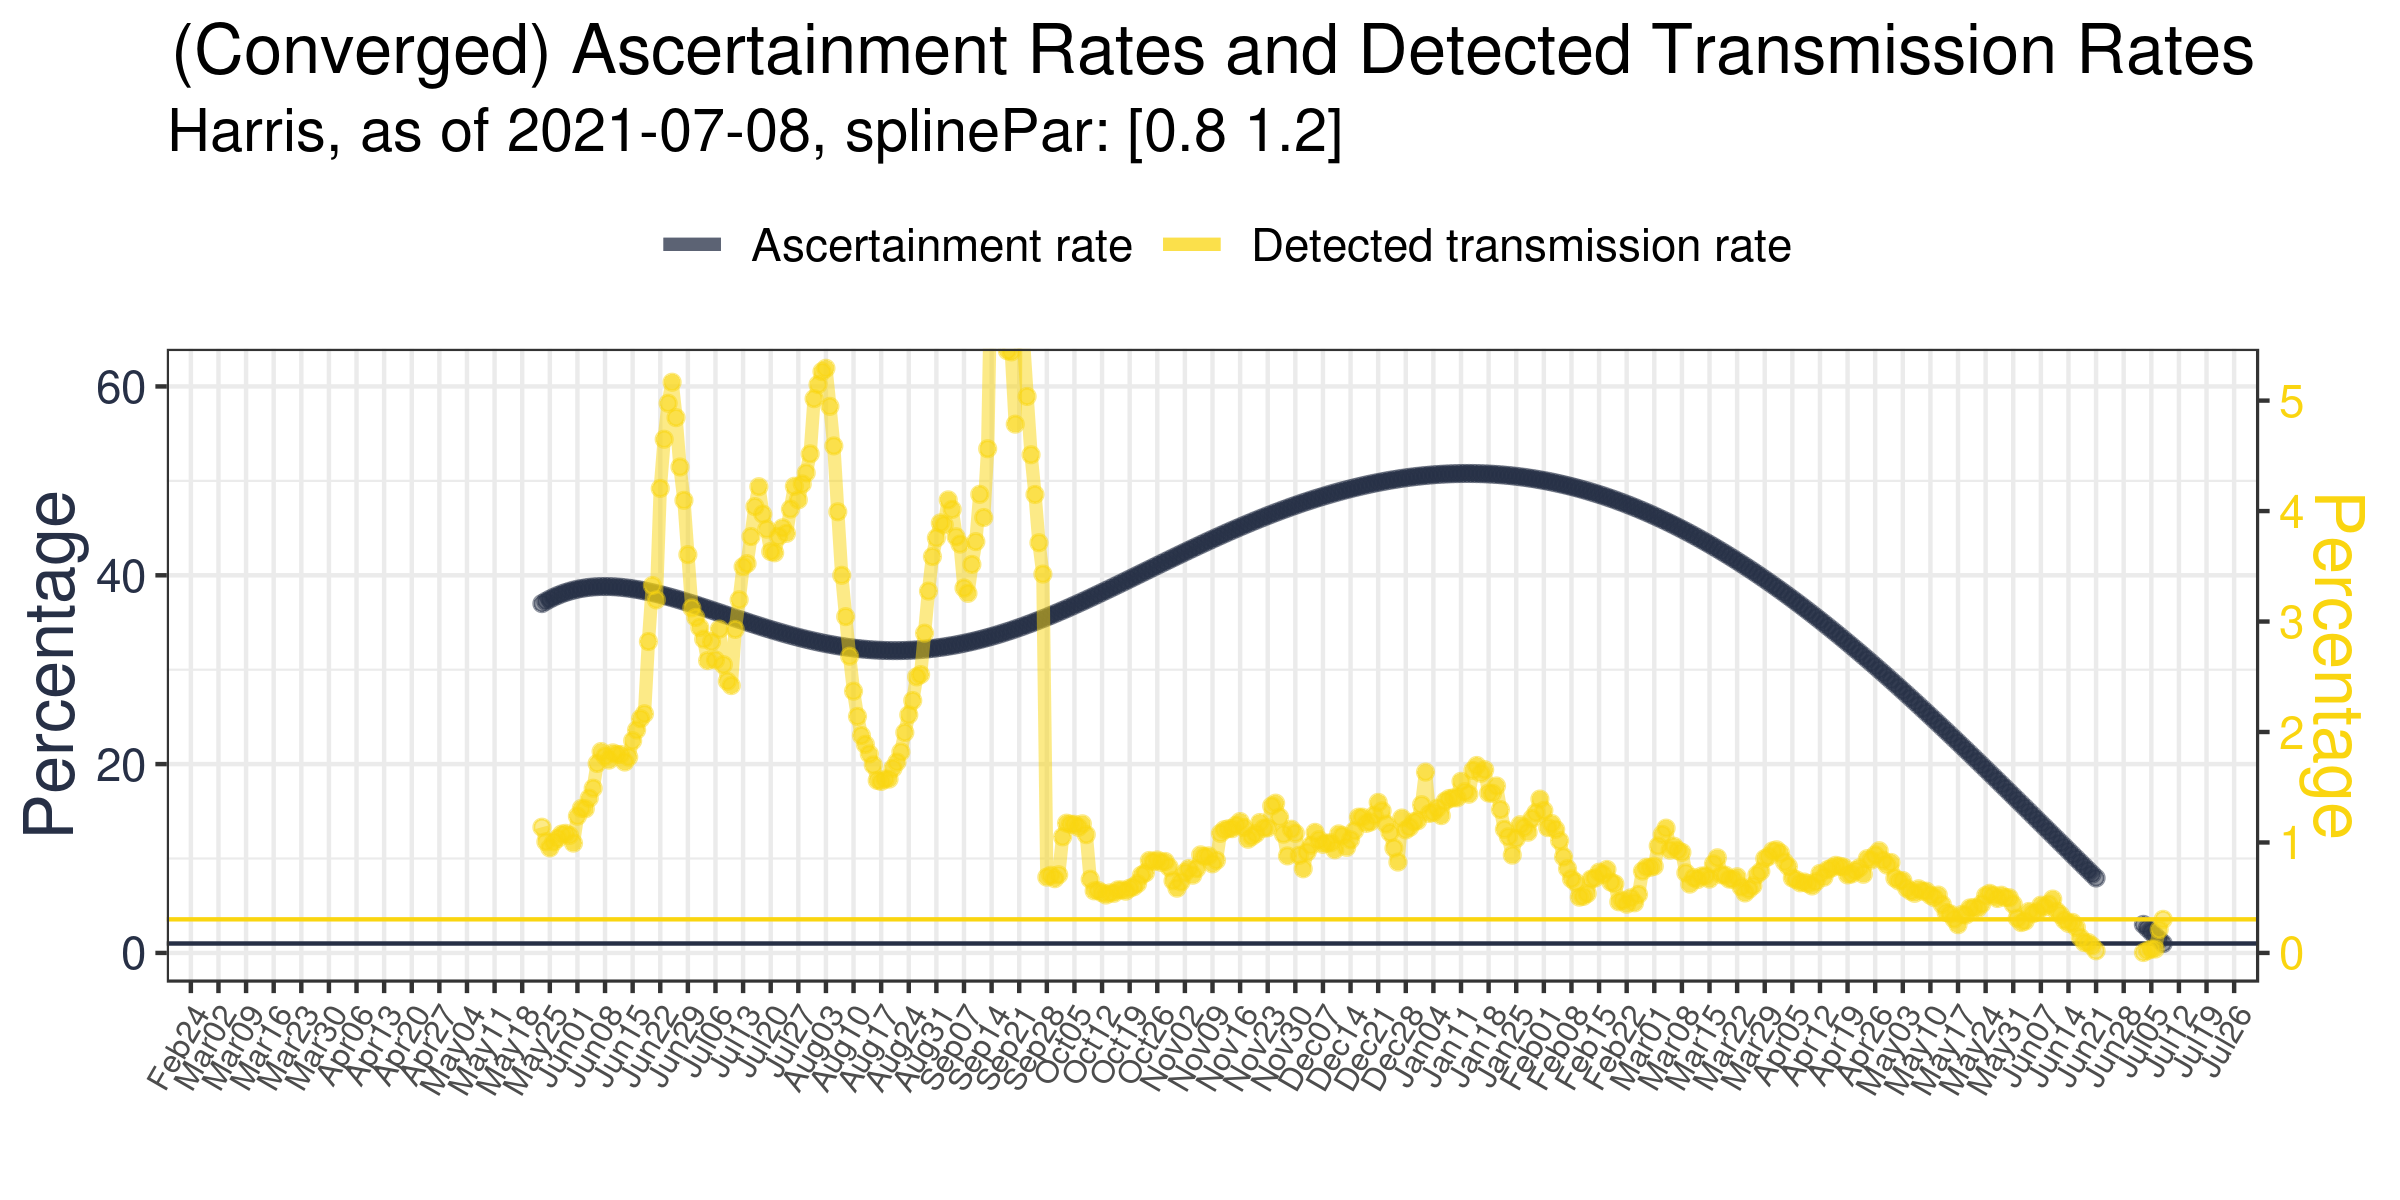 (Converged) Ascertainment Rates and Detected Transmission Rates
Harris, as of 2021-07-08, splinePar: [0.8 1.2]
Ascertainment rate
Detected transmission rate
Percentage
60
40
20
0
5
4
3
2
1
0
Percentage
Feb24
Mar02
Mar09
Mar16
Mar23
Mar30
Apr06
Apr13
Apr20
Apr27
May04
May11
May18
May25
Jun01
Jun08
Jun15
Jun22
Jun29
Jul06
Jul13
Jul20
Jul27
Aug03
Aug10
Aug17
Aug24
Aug31
Sep07
Sep14
Sep21
Sep28
Oct05
Oct12
Oct19
Oct26
Nov02
Nov09
Nov16
Nov23
Nov30
Dec07
Dec14
Dec21
Dec28
Jan04
Jan11
Jan18
Jan25
Feb01
Feb08
Feb15
Feb22
Mar01
Mar08
Mar15
Mar22
Mar29
Apr05
Apr12
Apr19
Apr26
May03
May10
May17
May24
May31
Jun07
Jun14
Jun21
Jun28
Jul05
Jul12
Jul19
Jul26